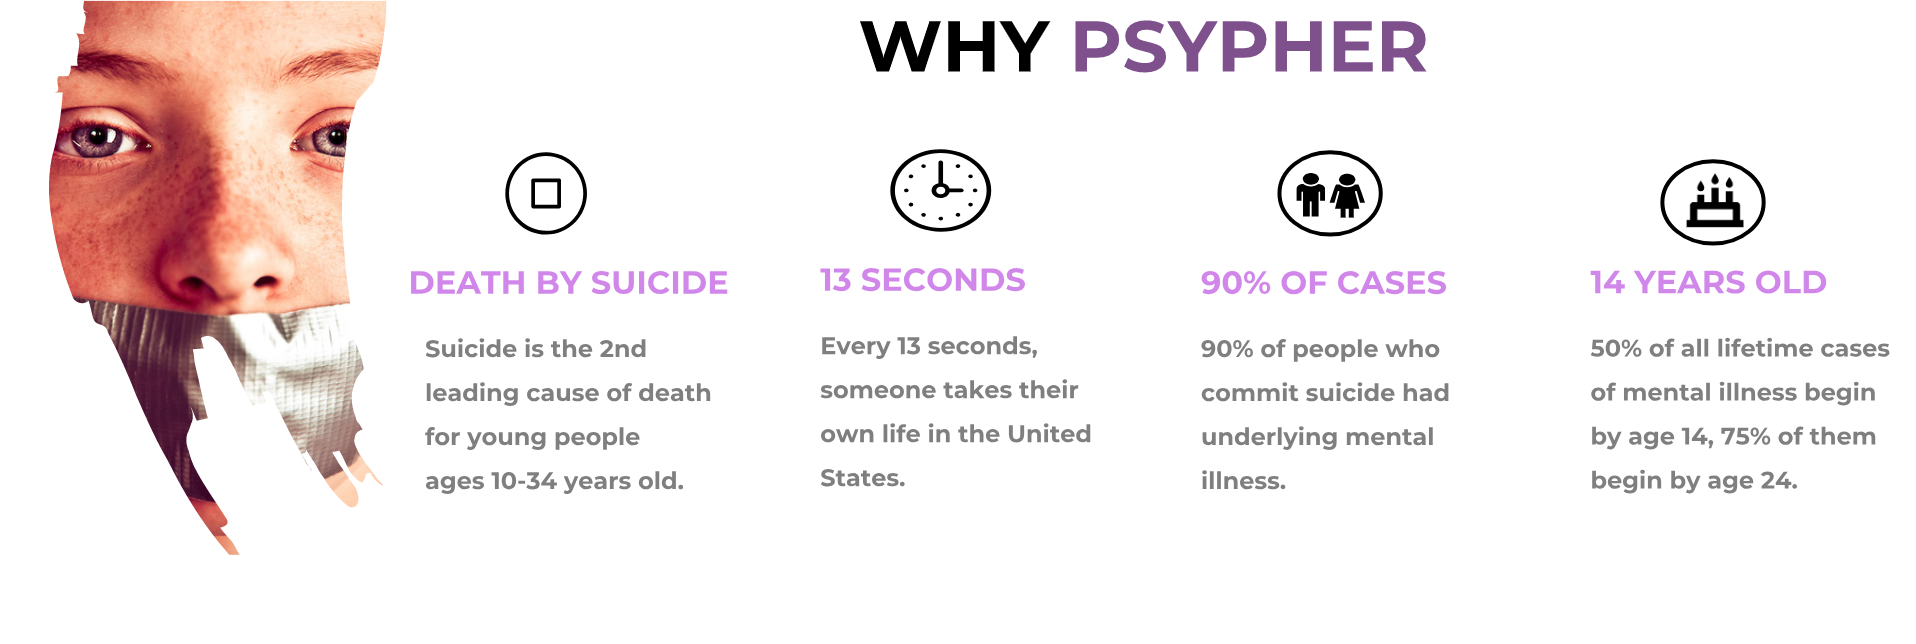 WHY PSYPHER
DEATH BY SUICIDE
Suicide is the 2nd
leading cause of death
for young people
ages 10-34 years old.
13 SECONDS
Every 13 seconds,
someone takes their
own life in the United
States.
90% OF CASES
90% of people who
commit suicide had
underlying mental
illness.
14 YEARS OLD
50% of all lifetime cases
of mental illness begin
by age 14, 75% of them
begin by age 24.